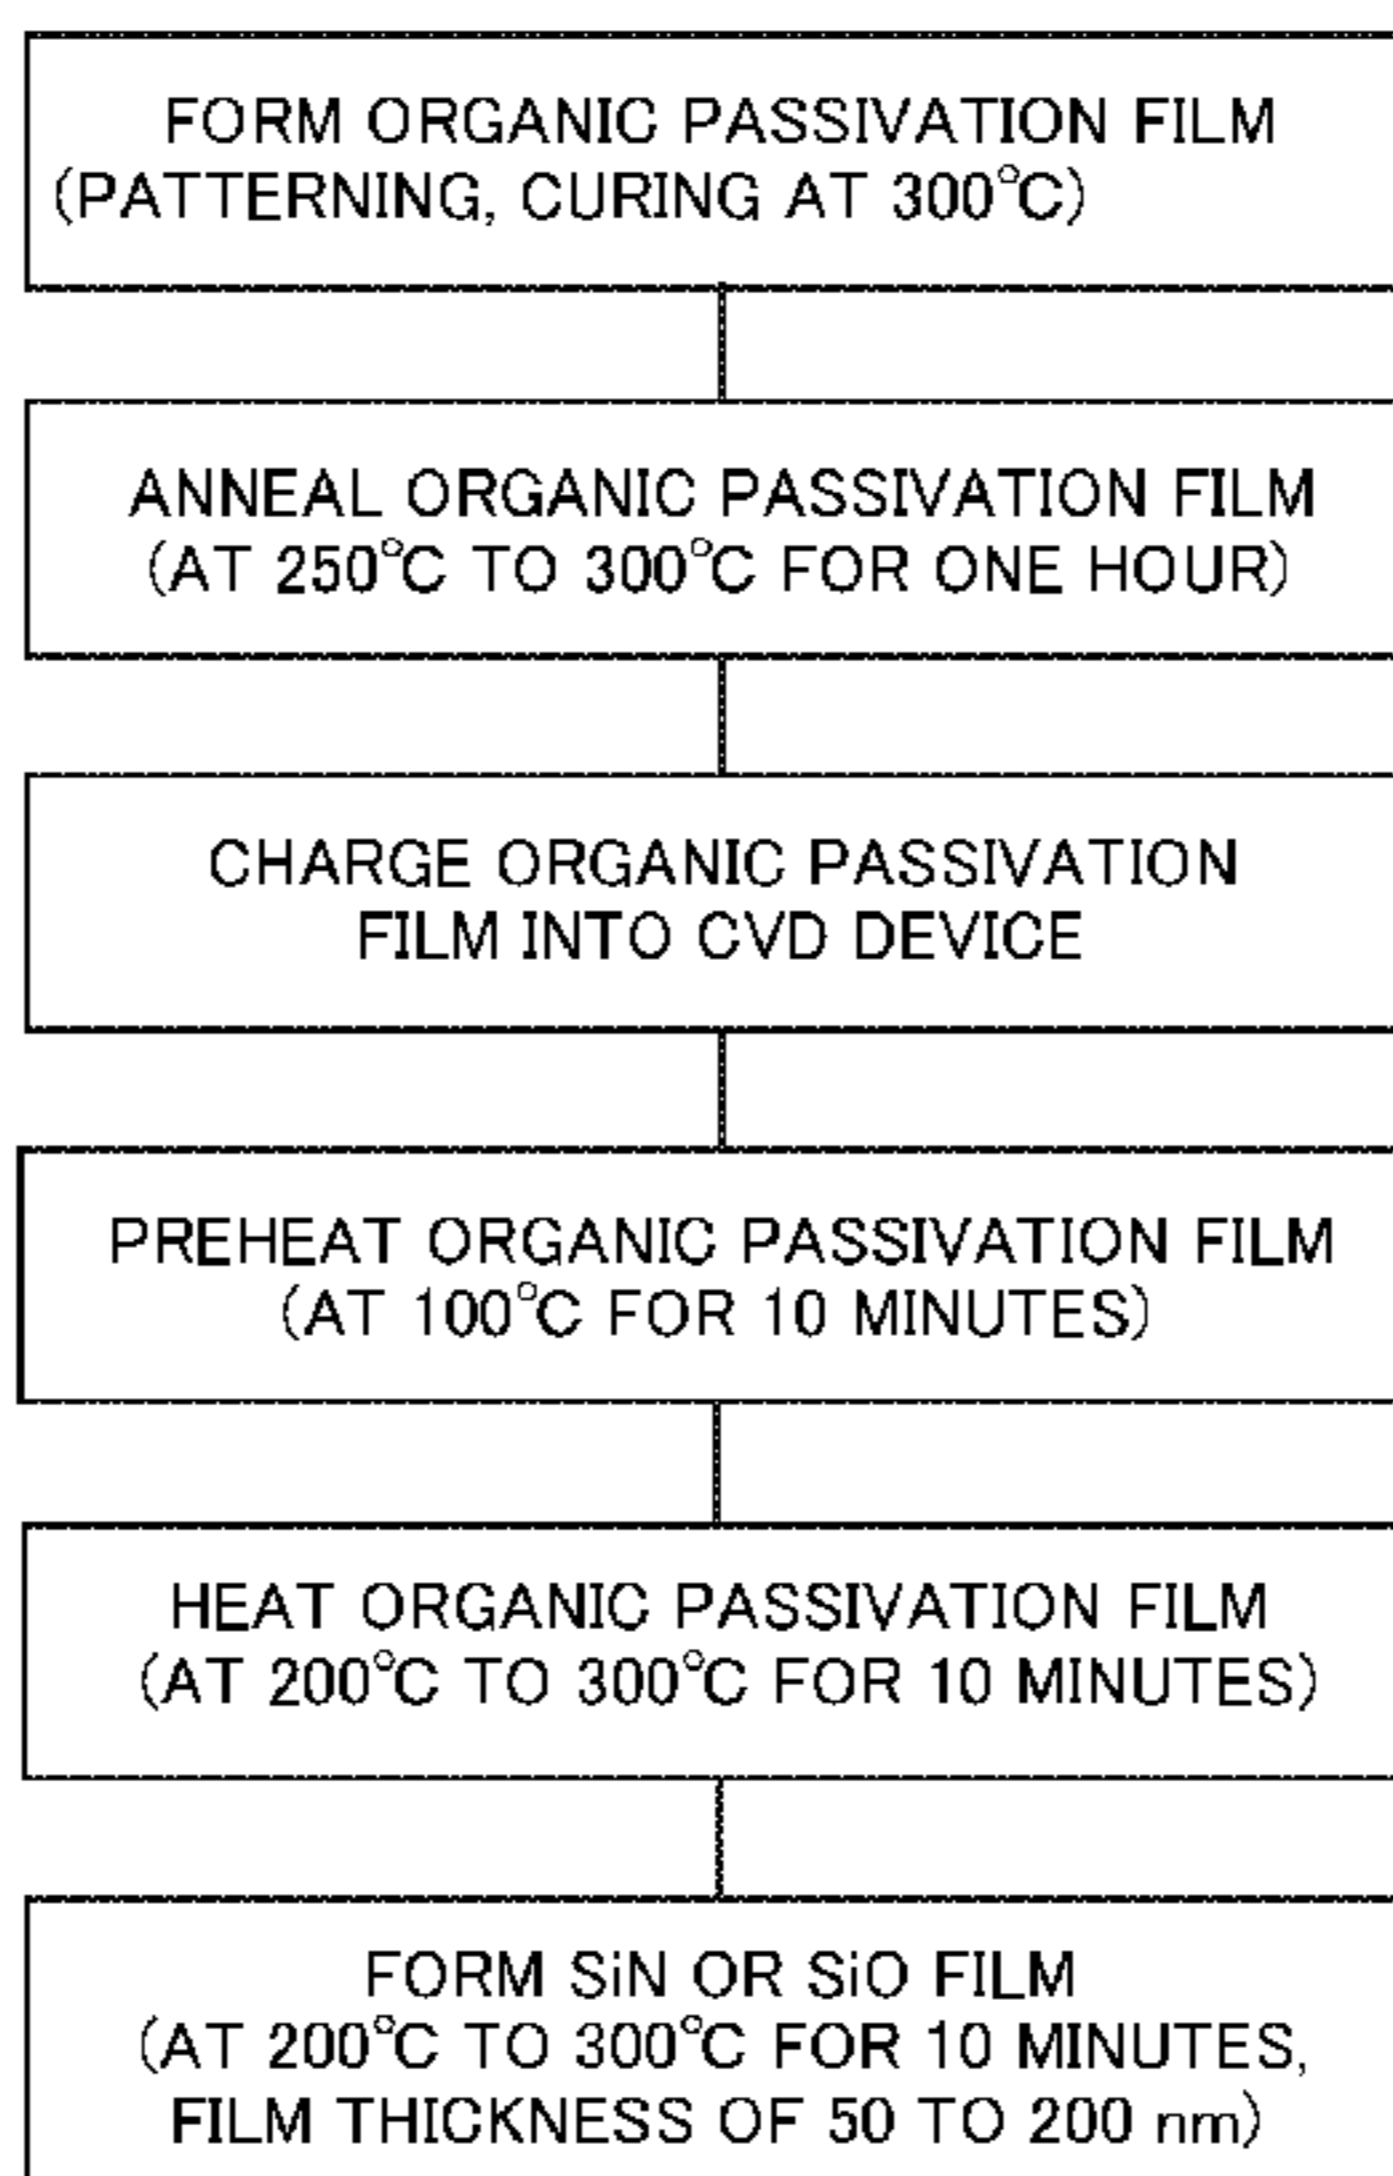 FORM ORGANIC PASSIVATION FILM
(PATTERNING, CURING AT 300℃)
ANNEAL ORGANIC PASSIVATION FILM
(AT 250℃ TO 300℃ FOR ONE HOUR)
CHARGE ORGANIC PASSIVATION
FILM INTO CVD DEVICE
PREHEAT ORGANIC PASSIVATION FILM
(AT 100℃ FOR 10 MINUTES)
HEAT ORGANIC PASSIVATION FILM
(AT 200℃ TO 300℃ FOR 10 MINUTES)
FORM SiN OR SiO FILM
(AT 200℃ TO 300℃ FOR 10 MINUTES,
FILM THICKNESS OF 50 TO 200 nm)